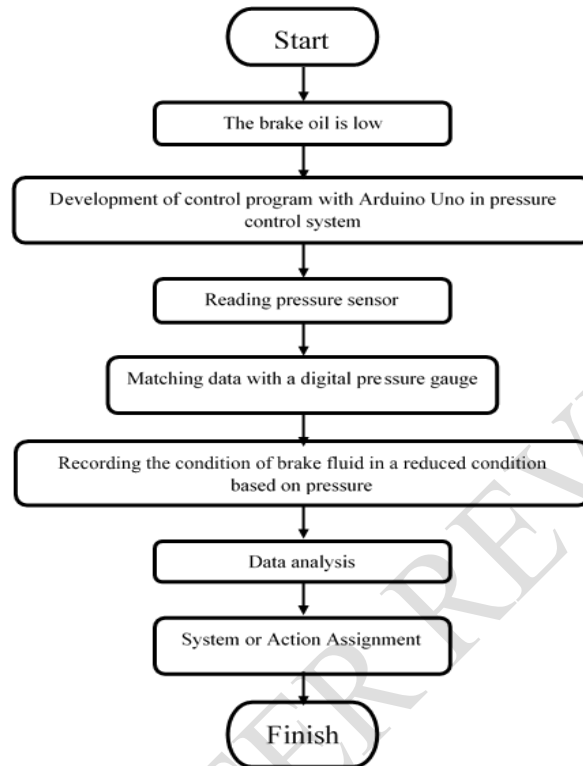 Start
The brake oil is low
Development of control program with Arduino Uno in pressure
control system
Reading pressure sensor
Matching data with a digital pressure gauge
Recording the condition of brake fluid in a reduced condition
based on pressure
Data analysis
System or Action Assignment
Finish